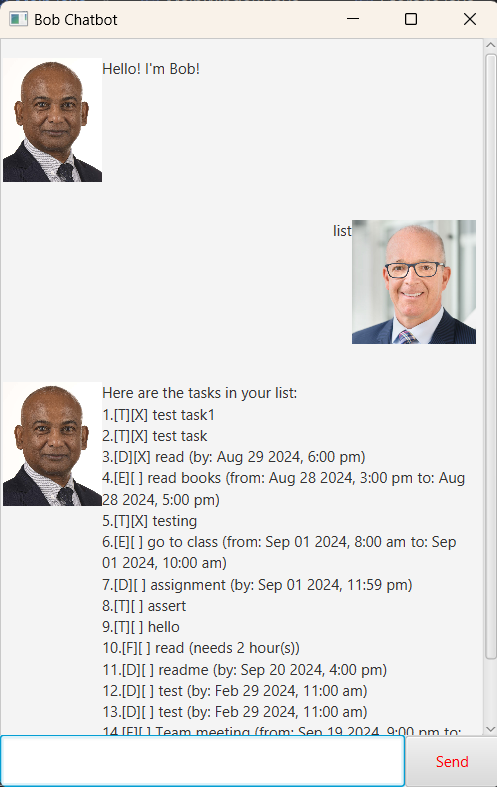 Bob Chatbot
Hello! I'm Bob!
list
Here are the tasks in your list:
1.[T][X] test task1
2.[T][X] test task
3.[D][X] read (by: Aug 29 2024, 6:00 pm)
4.[E][ ] read books (from: Aug 28 2024, 3:00 pm to: Aug
28 2024, 5:00 pm)
5.[T][X] testing
6.[E][ ] go to class (from: Sep 01 2024, 8:00 am to: Sep
01 2024, 10:00 am)
7.[D][ ] assignment (by: Sep 01 2024, 11:59 pm)
8.[T][ ] assert
9.[T][ ] hello
10.[F][ ] read (needs 2 hour(s))
11.[D][ ] readme (by: Sep 20 2024, 4:00 pm)
12.[D][ ] test (by: Feb 29 2024, 11:00 am)
13.[D][ ] test (by: Feb 29 2024, 11:00 am)
14.[E][ ] Team meeting (from: Sep 19 2024, 9:00 pm to:
Send